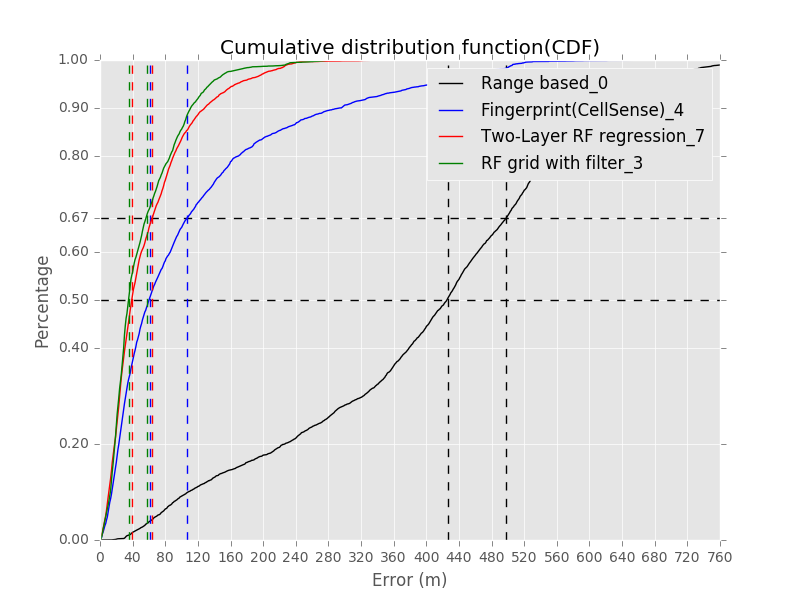 Cumulative distribution function(CDF)
1.00
0.90
0.80
0.67
0.60
0.50
0.40
0.20
0.00
Percentage
Range based_0
Fingerprint(CellSense)_4
Two-Layer RF regression_7
RF grid with filter_3
0 40 80 120 160 200 240 280 320 360 400 440 480 520 560 600 640 680 720 760
Error (m)